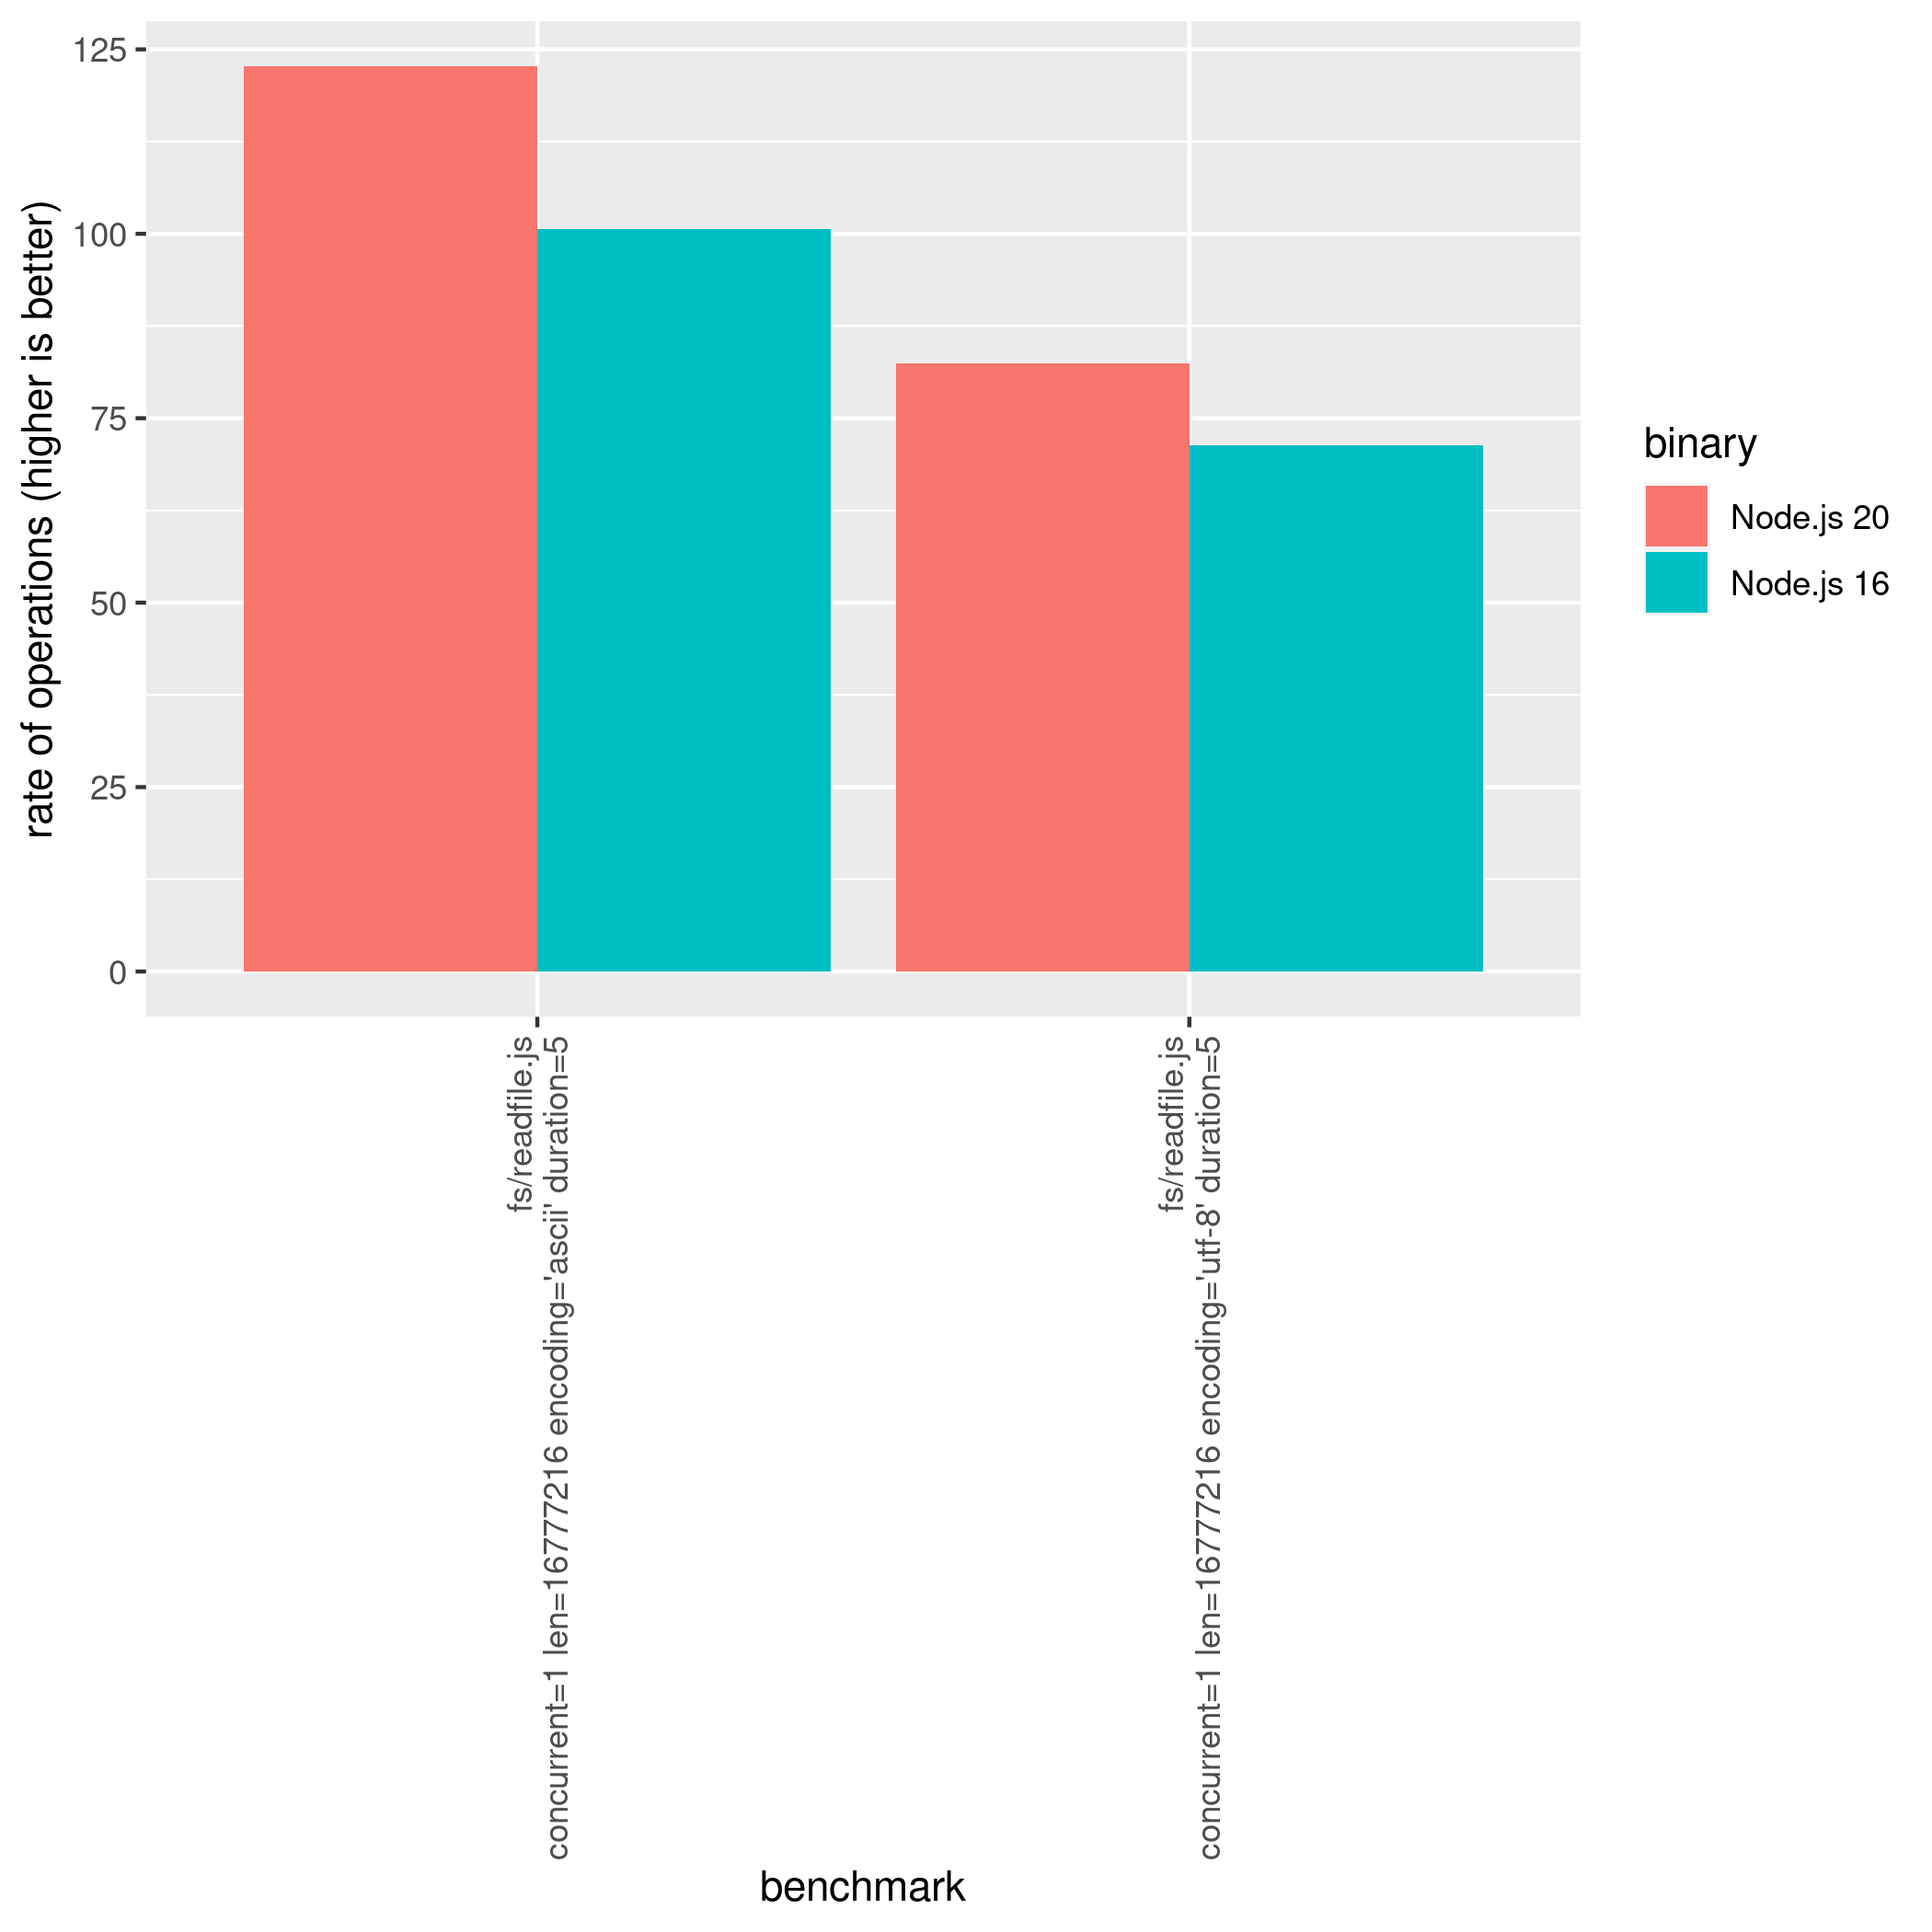 rate of operations (higher is better)
125
100
75
50
25
0
fs/readfile.js
concurrent=1 len=16777216 encoding='ascii' duration=5
fs/readfile.js
concurrent=1 len=16777216 encoding='utf-8' duration=5
benchmark
binary
Node.js 20
Node.js 16